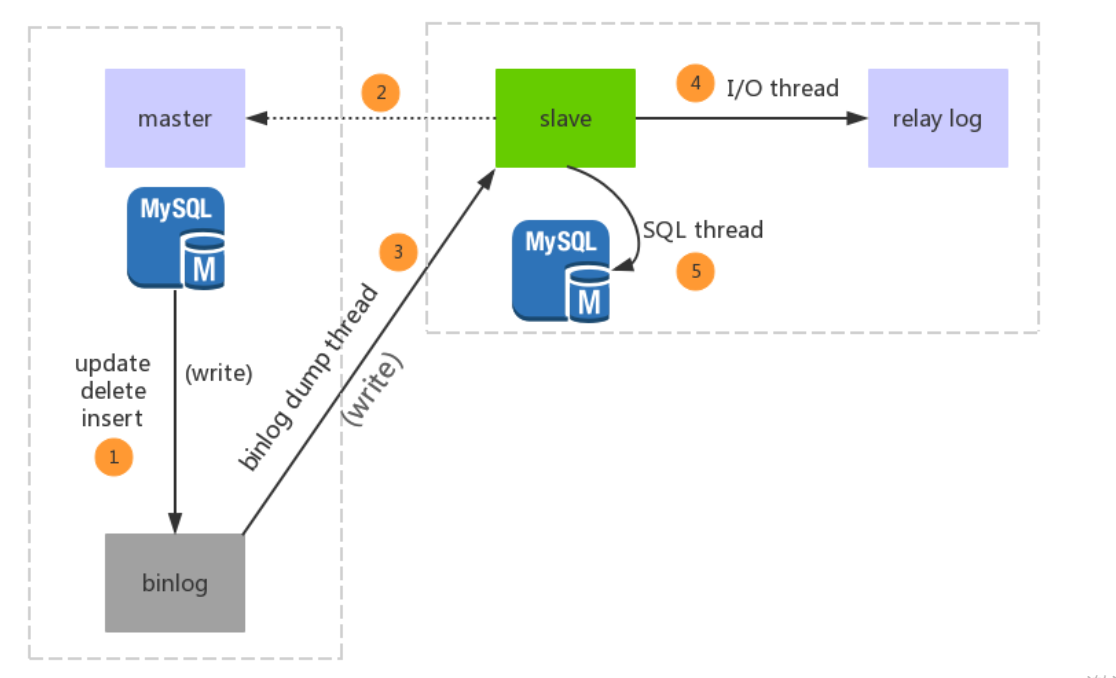 master
2
slave
4
I/O thread
relay log
MySQL
M
3
MySQL
M
SQL thread
5
update
delete
insert
(write)
1
binlog dump thread
(write)
binlog